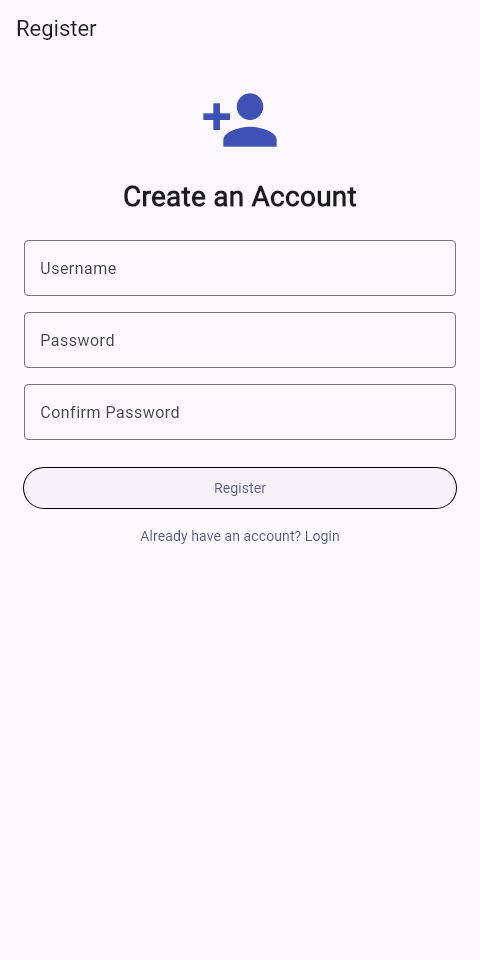 Register
Create an Account
Username
Password
Confirm Password
Register
Already have an account? Login